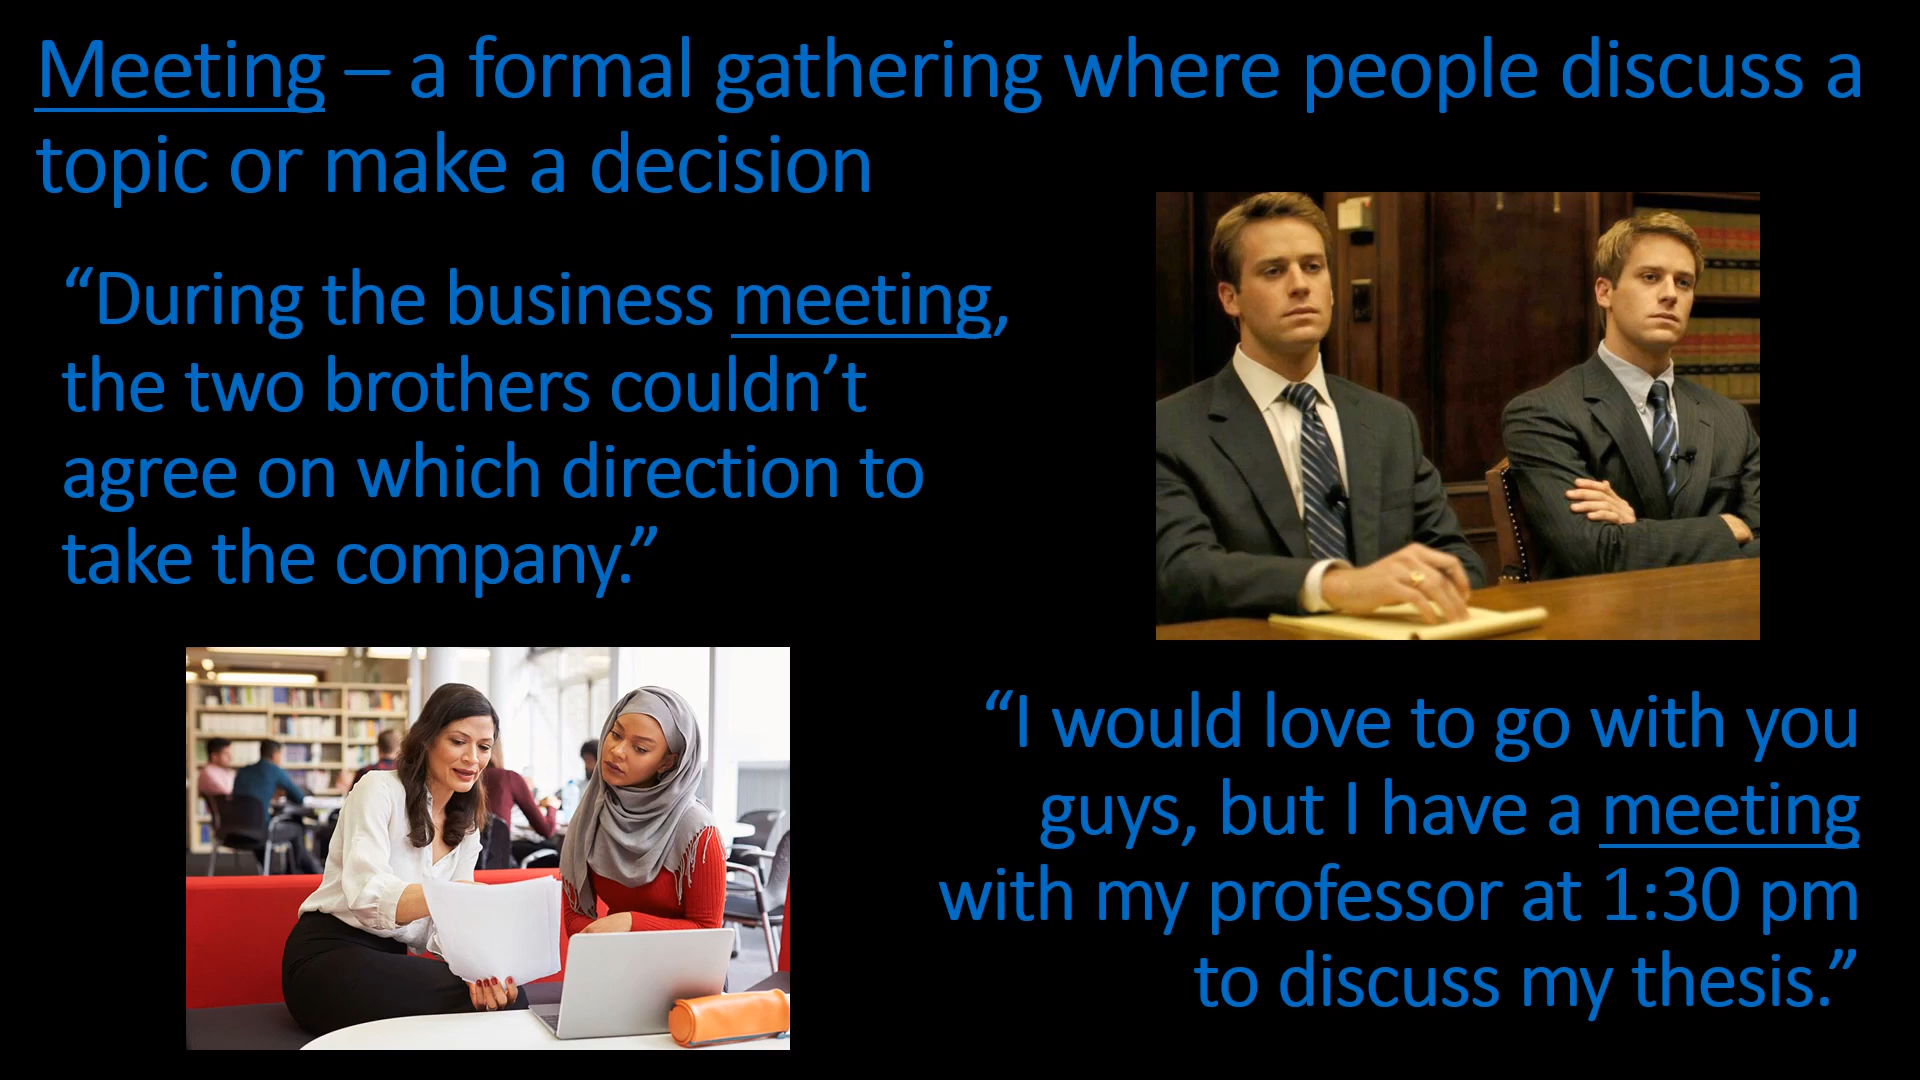 Meeting – a formal gathering where people discuss a
topic or make a decision
“During the business meeting,
the two brothers couldn’t
agree on which direction to
take the company.”
“I would love to go with you
guys, but I have a meeting
with my professor at 1:30 pm
to discuss my thesis.”